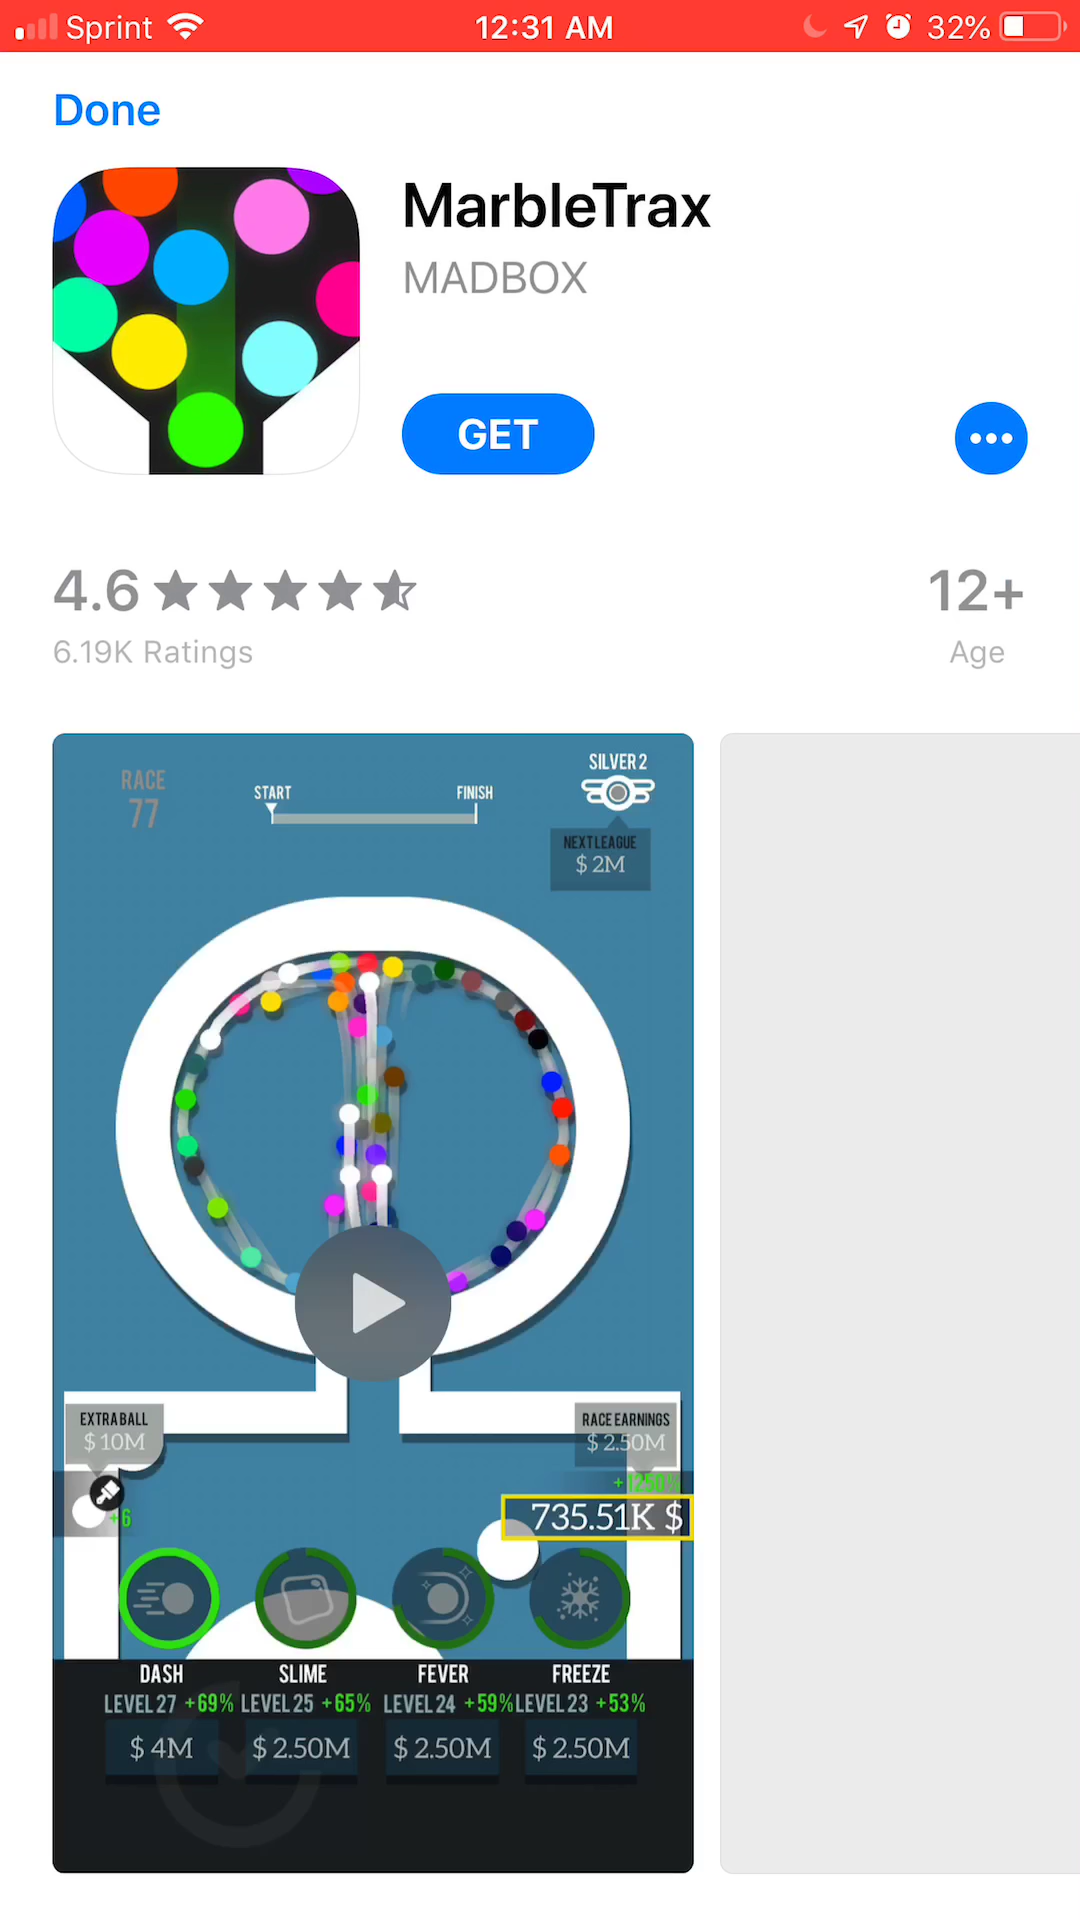 Sprint 12:31 AM 32%
Done
MarbleTrax
MADBOX
GET
4.6 12+
6.19K Ratings Age
RACE
77
START FINISH
SILVER 2
NEXT LEAGUE
$ 2M
EXTRA BALL
$ 10M
RACE EARNINGS
$ 2.50M
+1250%
+6
735.51K $
DASH SLIME FEVER FREEZE
LEVEL 27 +69% LEVEL 25 +65% LEVEL 24 +59% LEVEL 23 +53%
$ 4M $ 2.50M $ 2.50M $ 2.50M